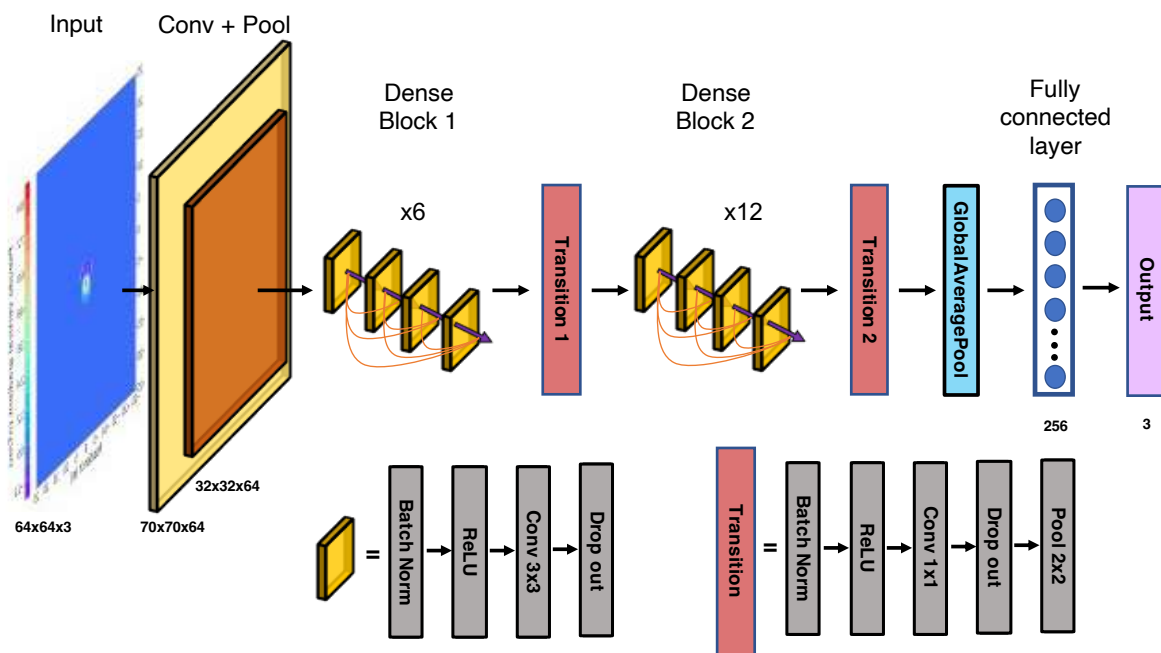 Input
Conv + Pool
Dense
Block 1
Dense
Block 2
Fully
connected
layer
x6
x12
Transition 1
Transition 2
GlobalAveragePool
Output
256
3
32x32x64
64x64x3
70x70x64
=
Batch Norm
ReLU
Conv 3x3
Drop out
Transition
=
Batch Norm
ReLU
Conv 1x1
Drop out
Pool 2x2